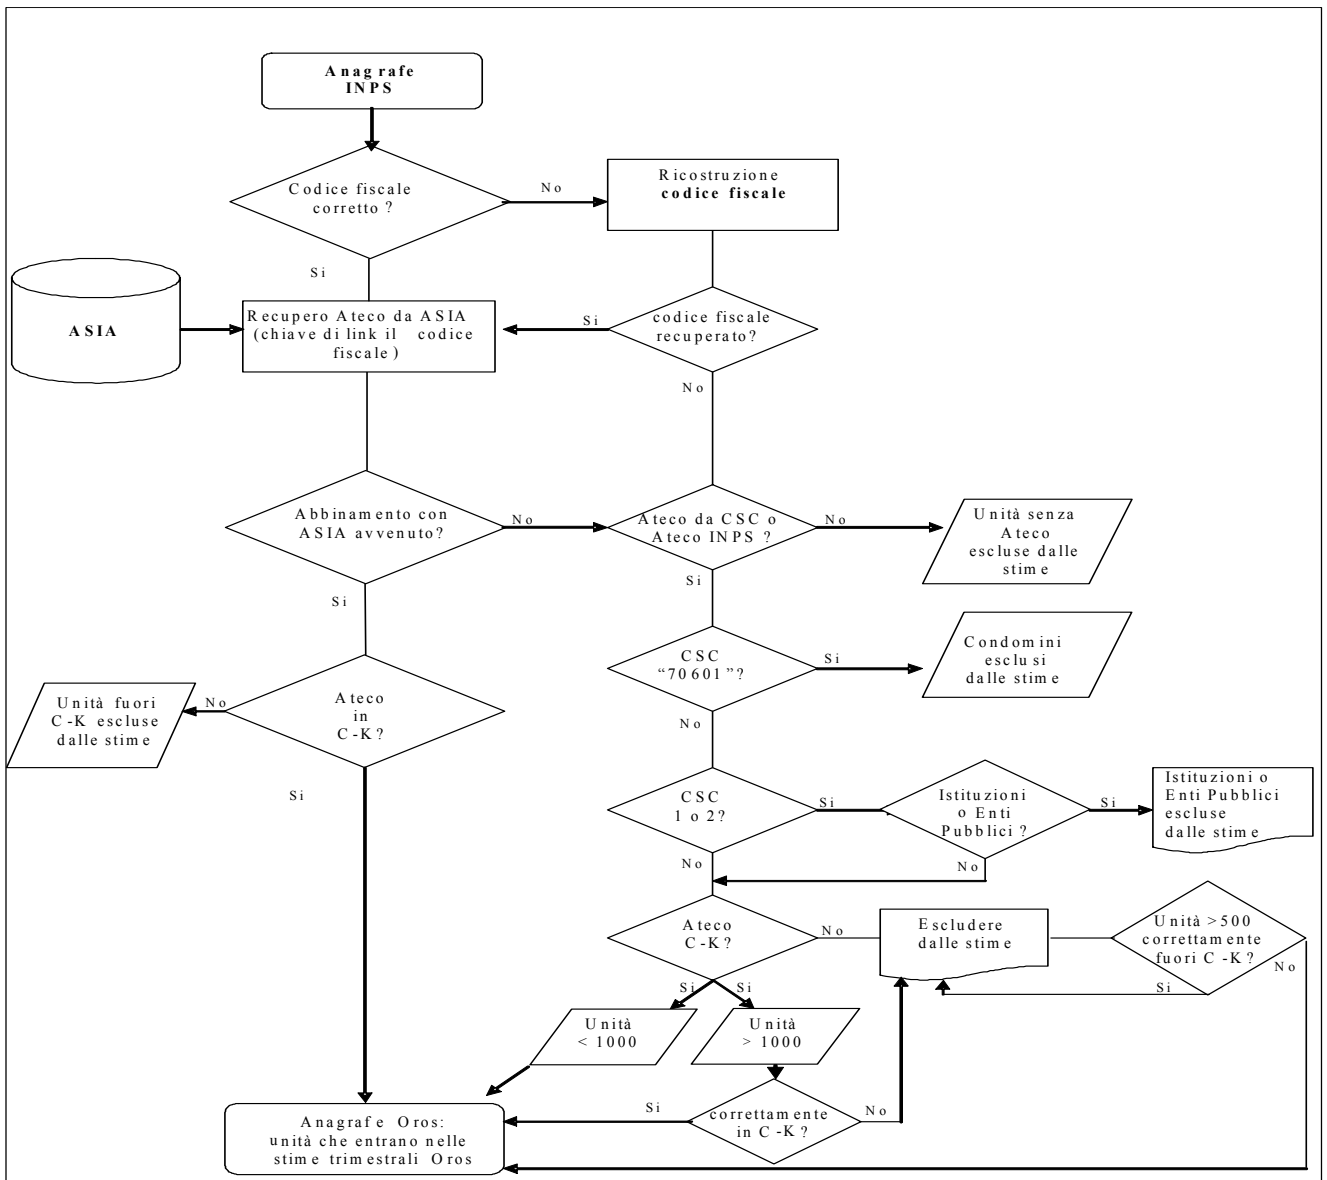 Anagrafe
INPS
Codice fiscale
corretto ?
No
Ricostruzione
codice fiscale
Si
ASIA
Recupero Ateco da ASIA
(chiave di link il codice
fiscale)
Si
codice fiscale
recuperato?
No
Abbinamento con
ASIA avvenuto?
No
Ateco da CSC o
Ateco INPS ?
No
Unità senza
Ateco
escluse dalle
stime
Si
Si
CSC
“70601”?
Si
Condomini
esclusi
dalle stime
Unità fuori
C-K escluse
dalle stime
No
Ateco
in
C-K?
No
Si
CSC
1 o 2?
Si
Istituzioni
o Enti
Pubblici ?
Si
Istituzioni o
Enti Pubblici
escluse
dalle stime
No
No
Ateco
C-K?
No
Escludere
dalle stime
Unità >500
correttamente
fuori C-K?
No
Si
Si
Si
Unità
< 1000
Unità
> 1000
Anagrafe Oros:
unità che entrano nelle
stime trimestrali Oros
Si
correttamente
in C-K?
No